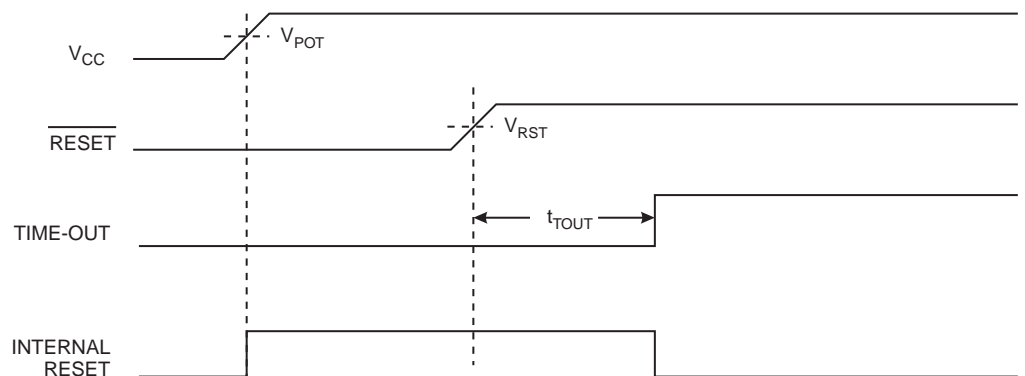 V_CC
V_POT
RESET
V_RST
TIME-OUT
t_TOUT
INTERNAL
RESET